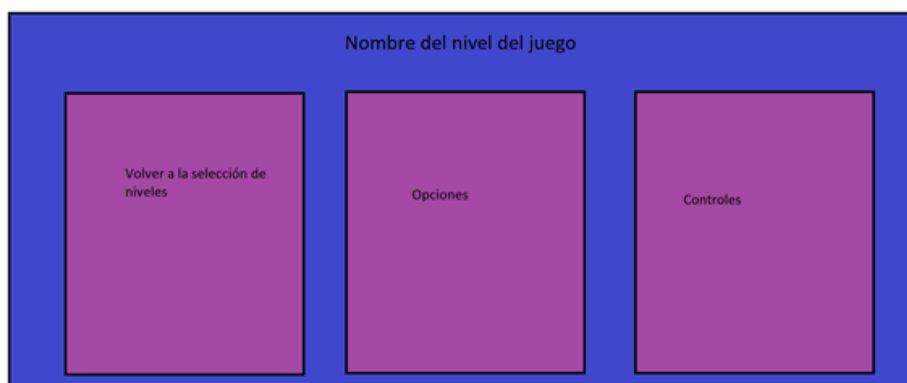 Nombre del nivel del juego
Volver a la selección de
niveles
Opciones
Controles